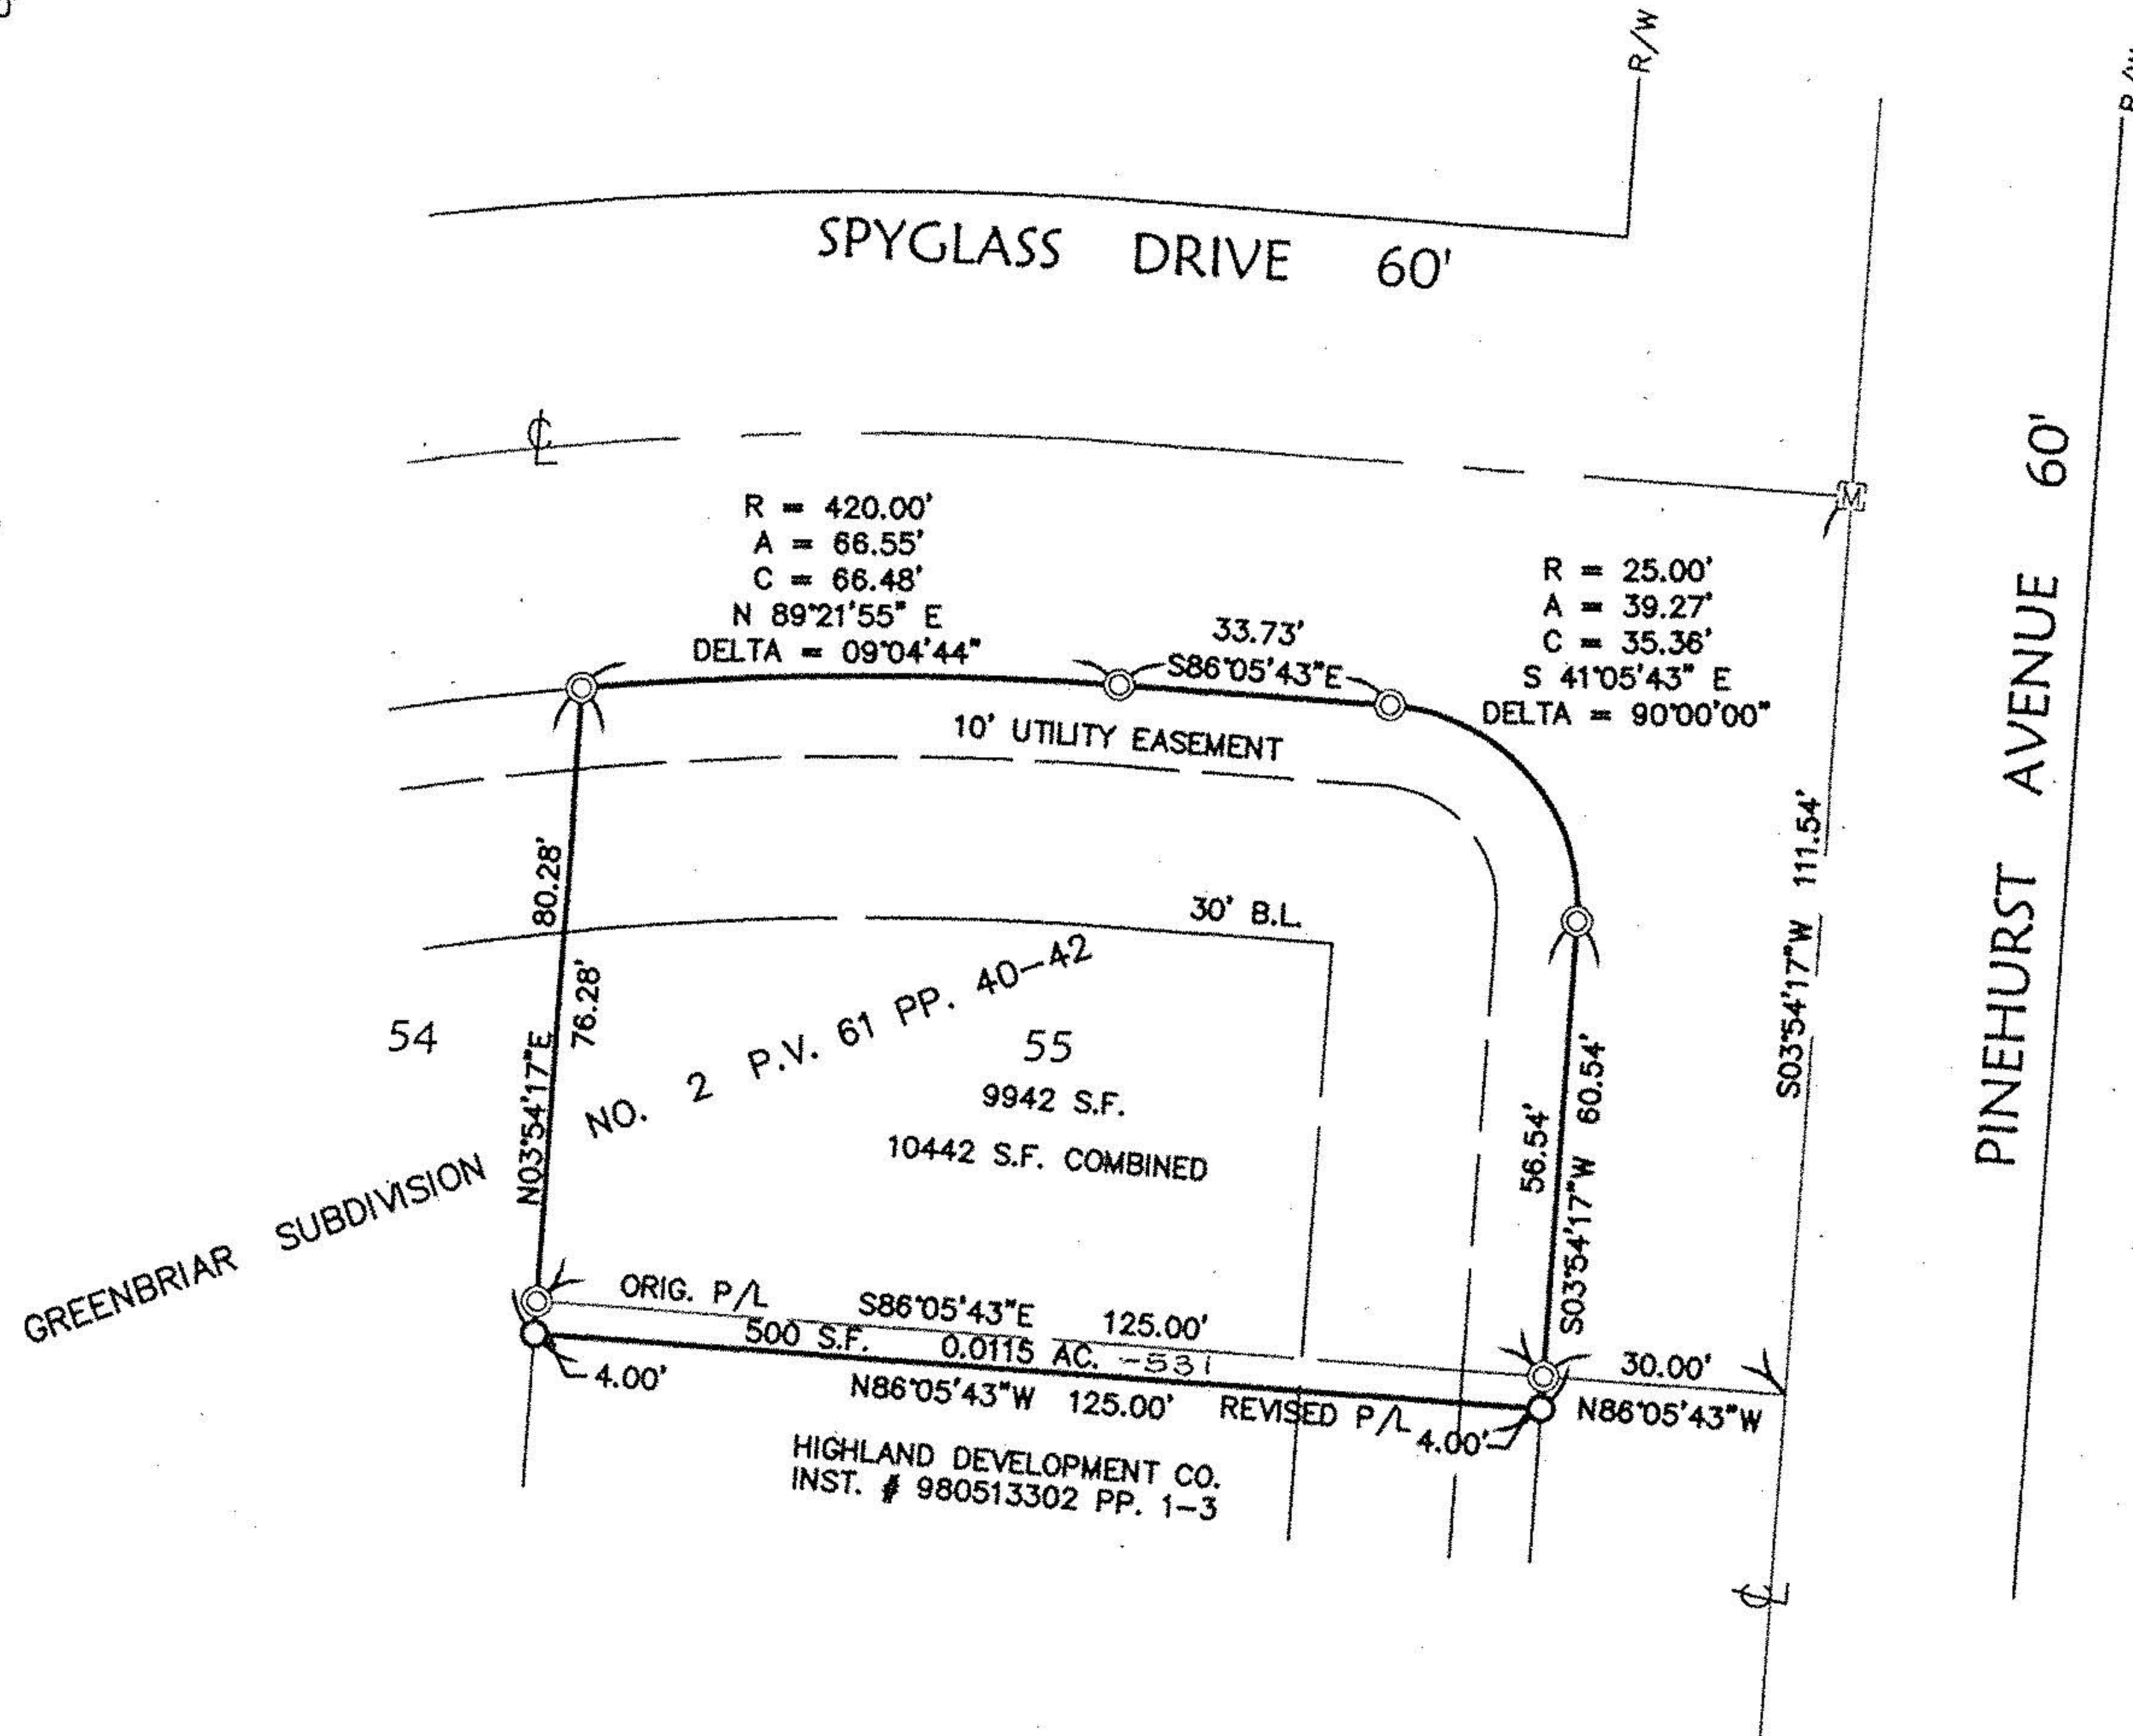 R/W
R/W
SPYGLASS DRIVE 60'
℄
R = 420.00'
A = 66.55'
C = 66.48'
N 89°21'55" E
DELTA = 09°04'44"
33.73'
S86°05'43"E
R = 25.00'
A = 39.27'
C = 35.36'
S 41°05'43" E
DELTA = 90°00'00"
M
10' UTILITY EASEMENT
PINEHURST AVENUE 60'
S03°54'17"W 111.54'
80.28'
N03°54'17"E
76.28'
30' B.L.
54
GREENBRIAR SUBDIVISION NO. 2 P.V. 61 PP. 40-42
55
9942 S.F.
10442 S.F. COMBINED
56.54'
S03°54'17"W 60.54'
ORIG. P/L S86°05'43"E 125.00'
500 S.F. 0.0115 AC. -531
4.00'
N86°05'43"W 125.00' REVISED P/L
4.00'
30.00'
N86°05'43"W
HIGHLAND DEVELOPMENT CO.
INST. # 980513302 PP. 1-3
℄